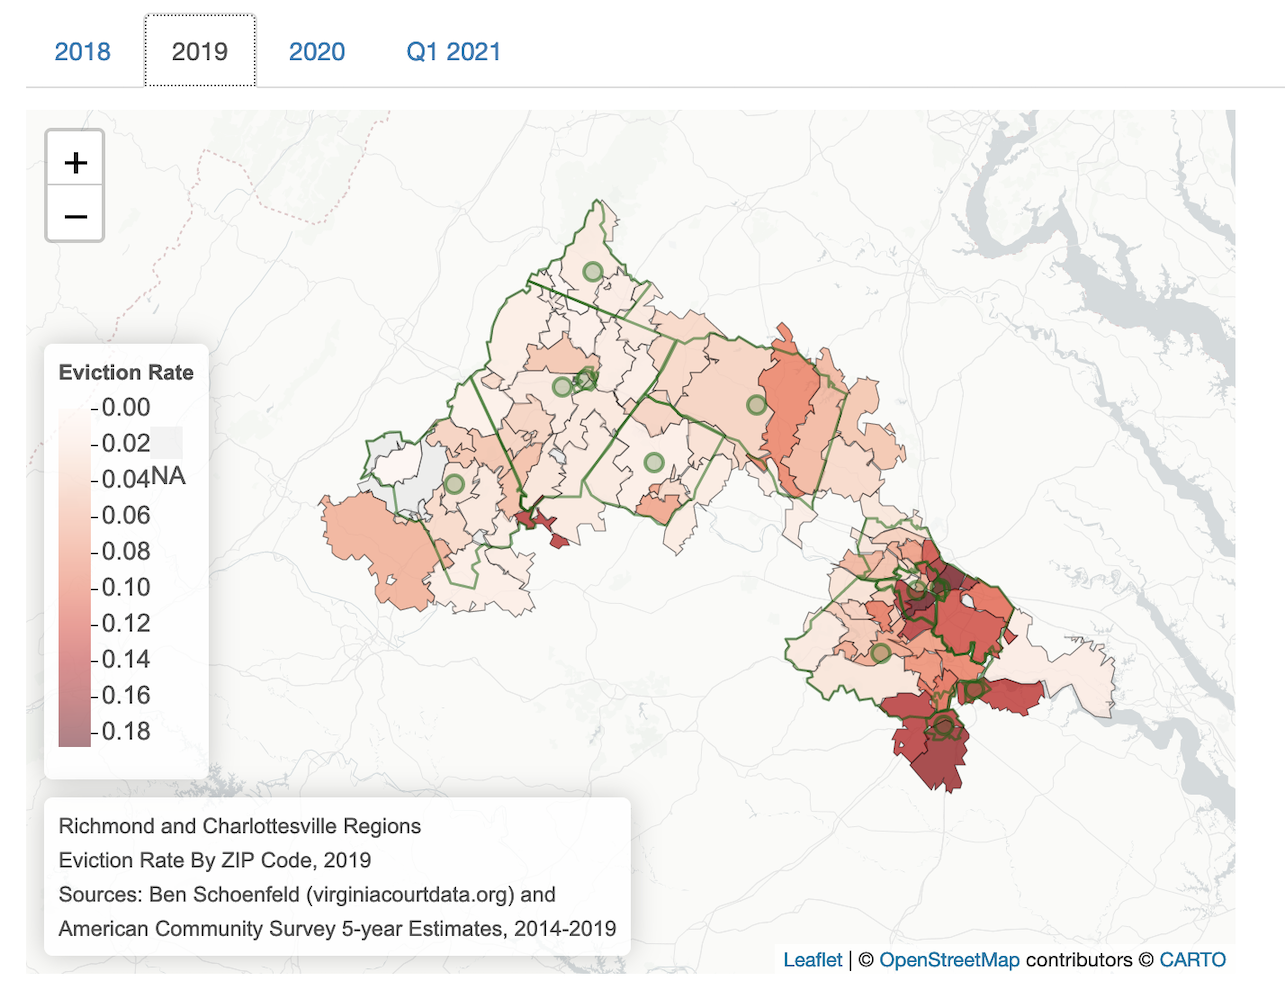 2018 2019 2020 Q1 2021
+
−
Eviction Rate
0.00
0.02
0.04
NA
0.06
0.08
0.10
0.12
0.14
0.16
0.18
Richmond and Charlottesville Regions
Eviction Rate By ZIP Code, 2019
Sources: Ben Schoenfeld (virginiacourtdata.org) and
American Community Survey 5-year Estimates, 2014-2019
Leaflet | © OpenStreetMap contributors © CARTO